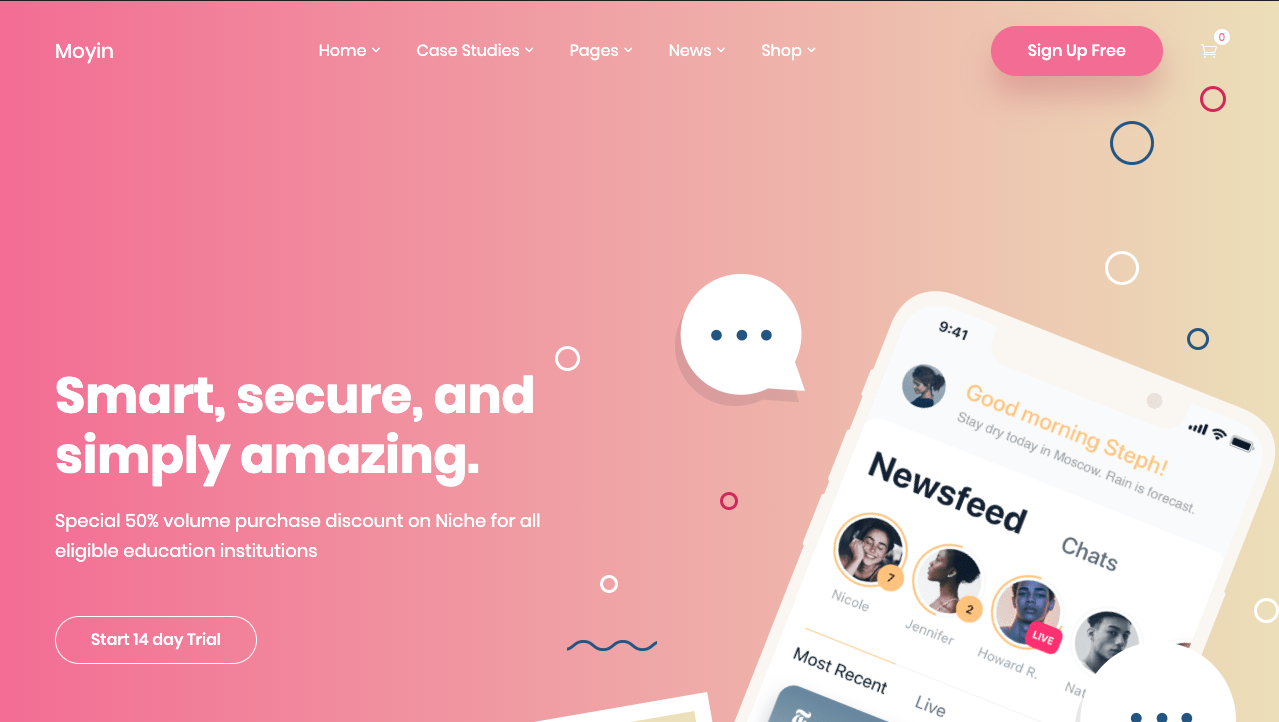 Moyin
Home
Case Studies
Pages
News
Shop
Sign Up Free
0
Smart, secure, and
simply amazing.
Special 50% volume purchase discount on Niche for all
eligible education institutions
Start 14 day Trial
9:41
Good morning Steph!
Stay dry today in Moscow. Rain is forecast.
Newsfeed
Chats
7
2
LIVE
Nicole
Jennifer
Howard R.
Most Recent
Live